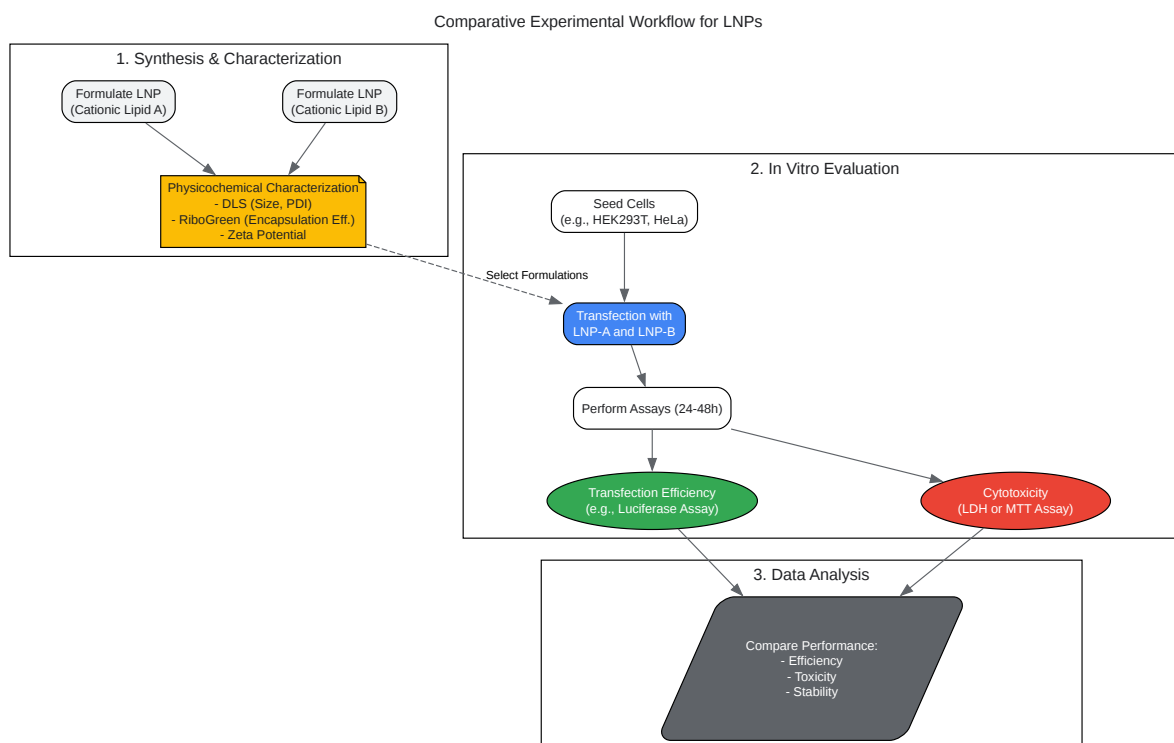 Comparative Experimental Workflow for LNPs
1. Synthesis & Characterization
Formulate LNP
(Cationic Lipid A)
Formulate LNP
(Cationic Lipid B)
Physicochemical Characterization
- DLS (Size, PDI)
- RiboGreen (Encapsulation Eff.)
- Zeta Potential
Select Formulations
2. In Vitro Evaluation
Seed Cells
(e.g., HEK293T, HeLa)
Transfection with
LNP-A and LNP-B
Perform Assays (24-48h)
Transfection Efficiency
(e.g., Luciferase Assay)
Cytotoxicity
(LDH or MTT Assay)
3. Data Analysis
Compare Performance:
- Efficiency
- Toxicity
- Stability